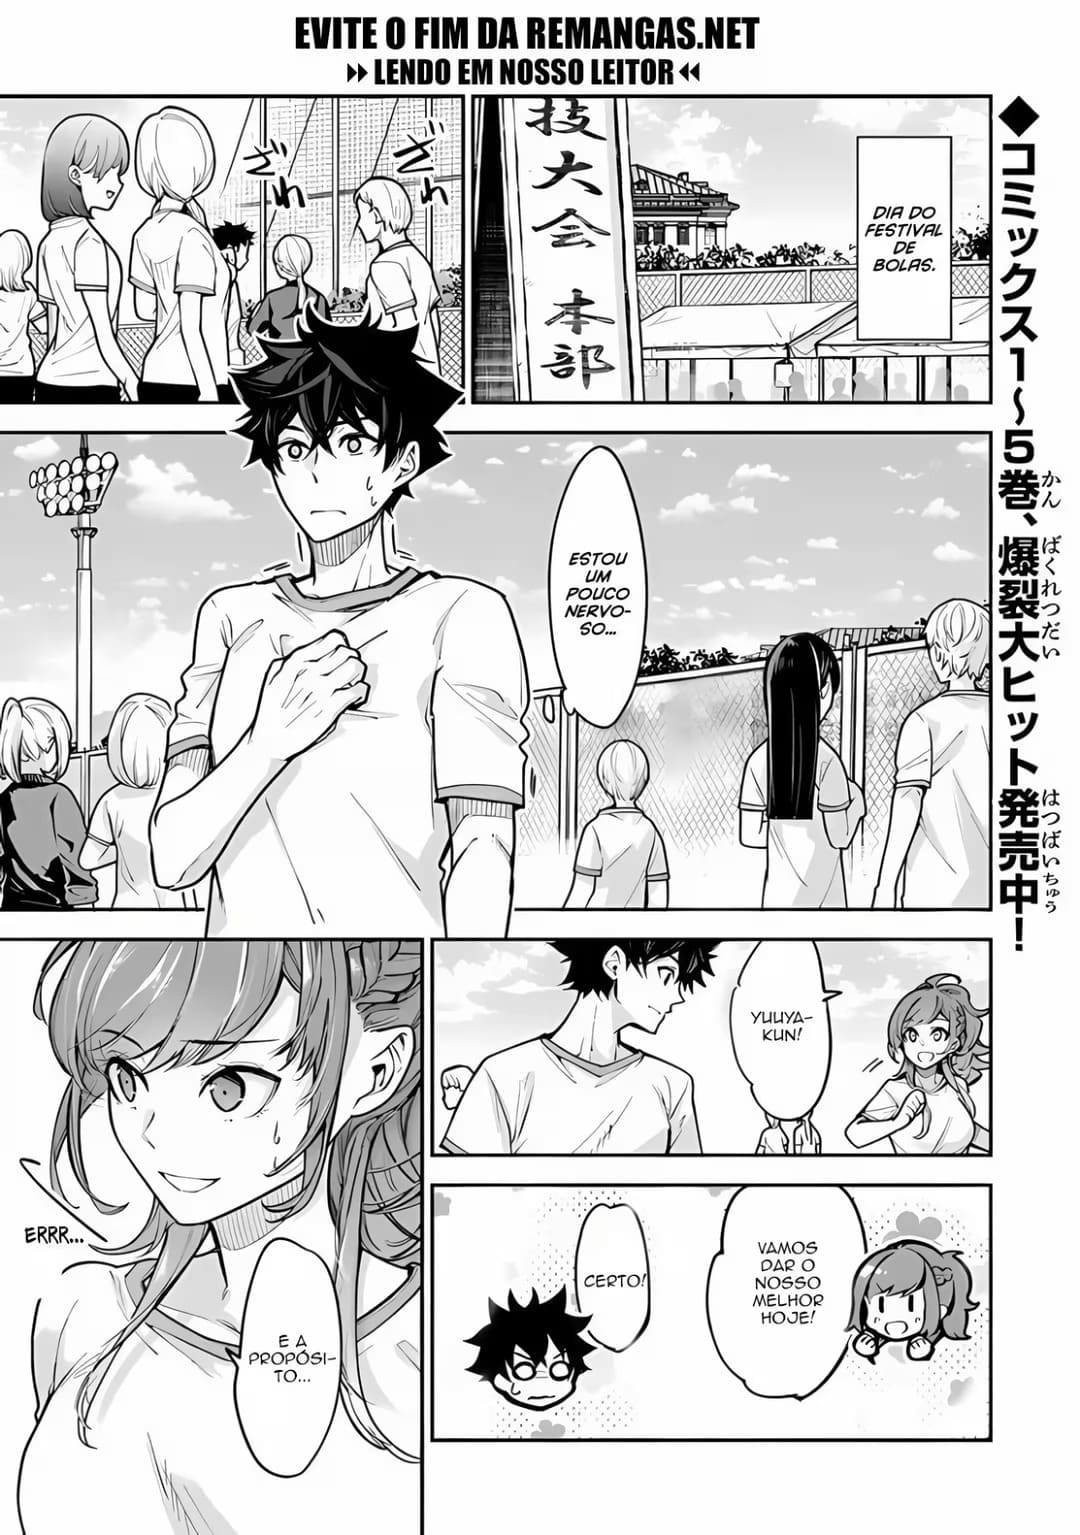 EVITE O FIM DA REMANGAS.NET
LENDO EM NOSSO LEITOR
◆コミックス1〜5巻、爆裂大ヒット発売中!
かん
ばくれつだい
はつばいちゅう
技大会 本部
DIA DO
FESTIVAL
DE
BOLAS.
ざわ
ざわ
ESTOU
UM
POUCO
NERVO-
SO...
YUUYA-
KUN!
VAMOS
DAR O
NOSSO
MELHOR
HOJE!
CERTO!
ERRR...
E A
PROPÓSI-
TO...